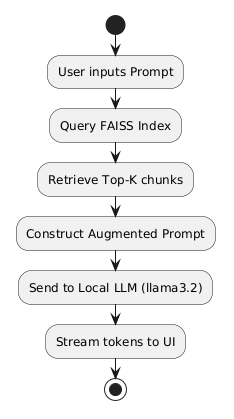 User inputs Prompt
Query FAISS Index
Retrieve Top-K chunks
Construct Augmented Prompt
Send to Local LLM (llama3.2)
Stream tokens to UI